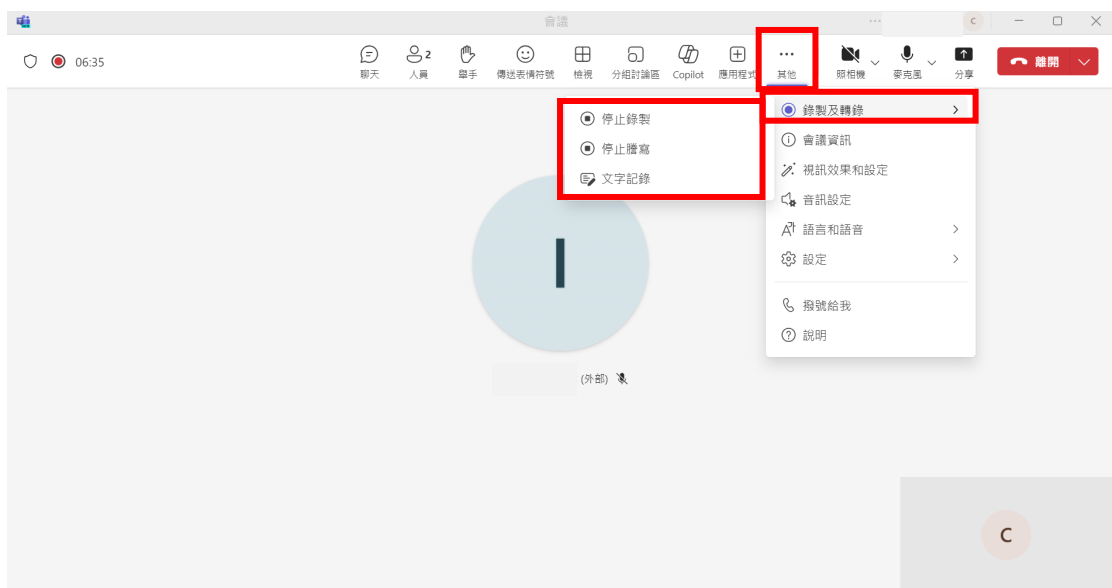 會議
C
06:35
聊天
2
人員
舉手
傳送表情符號
檢視
分組討論區
Copilot
應用程式
其他
照相機
麥克風
分享
離開
停止錄製
停止謄寫
文字記錄
錄製及轉錄
會議資訊
視訊效果和設定
音訊設定
語言和語音
設定
撥號給我
說明
I
(外部)
C